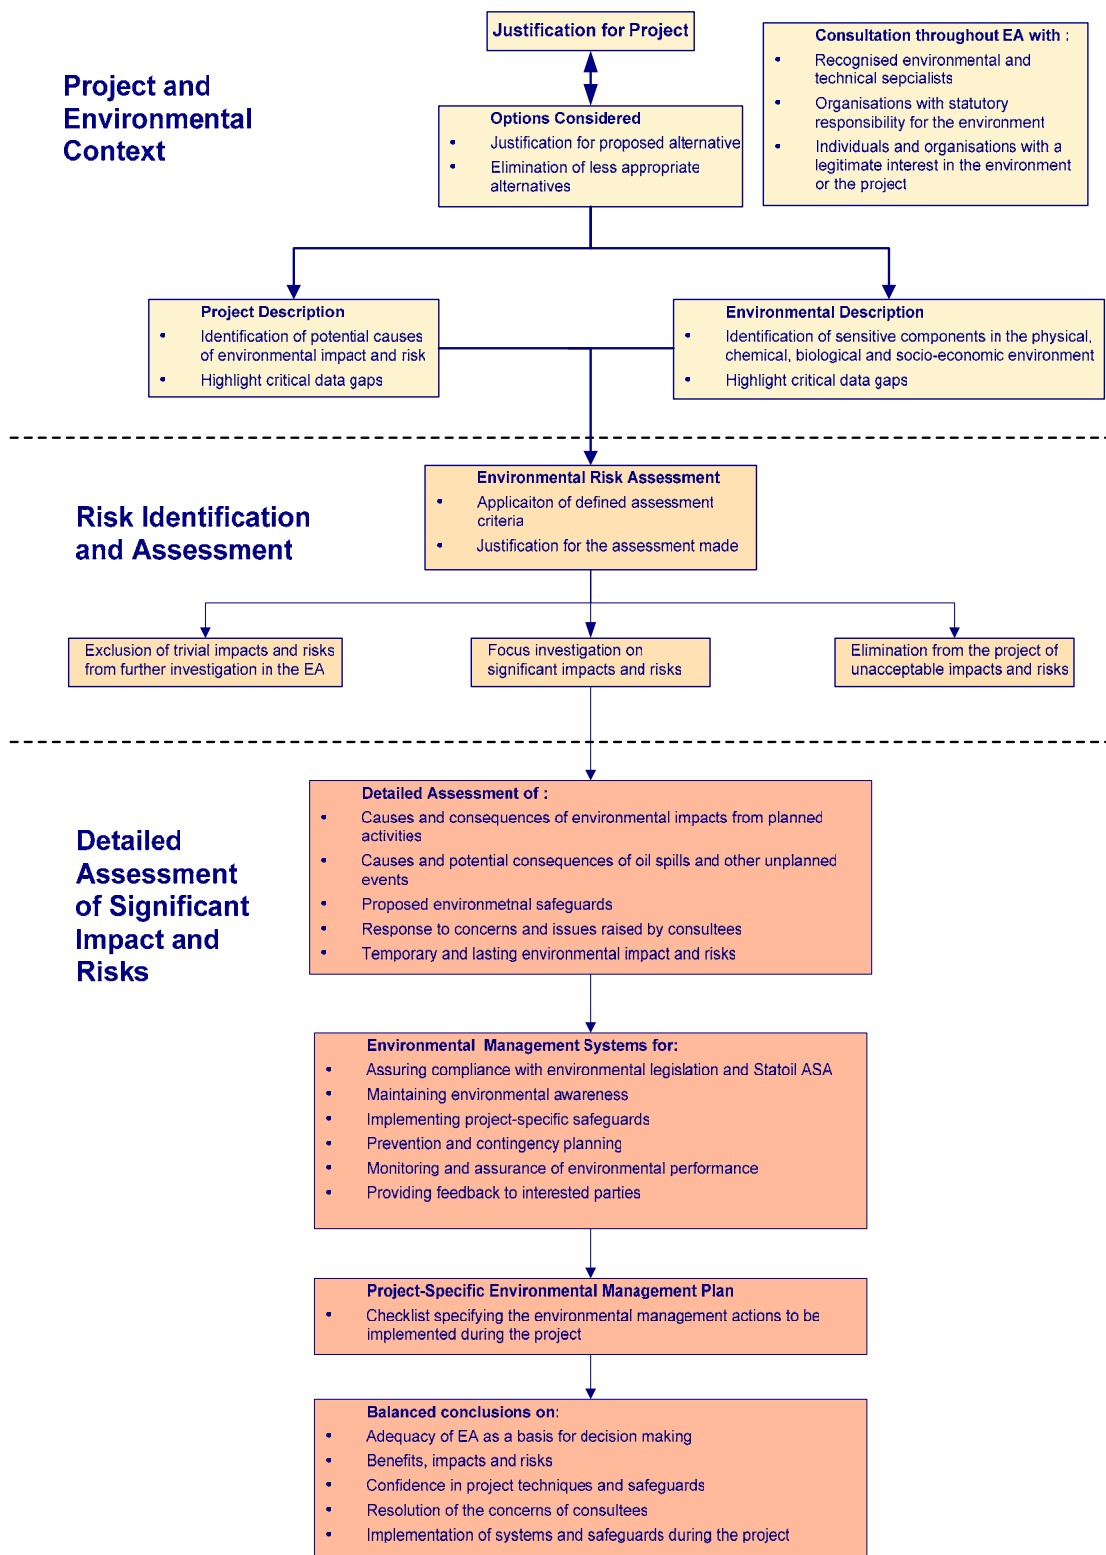 Justification for Project
Consultation throughout EA with :
• Recognised environmental and
technical sepcialists
• Organisations with statutory
responsibility for the environment
• Individuals and organisations with a
legitimate interest in the environment
or the project
Project and
Environmental
Context
Options Considered
• Justification for proposed alternative
• Elimination of less appropriate
alternatives
Project Description
• Identification of potential causes
of environmental impact and risk
• Highlight critical data gaps
Environmental Description
• Identification of sensitive components in the physical,
chemical, biological and socio-economic environment
• Highlight critical data gaps
Risk Identification
and Assessment
Environmental Risk Assessment
• Applicaiton of defined assessment
criteria
• Justification for the assessment made
Exclusion of trivial impacts and risks
from further investigation in the EA
Focus investigation on
significant impacts and risks
Elimination from the project of
unacceptable impacts and risks
Detailed
Assessment
of Significant
Impact and
Risks
Detailed Assessment of :
• Causes and consequences of environmental impacts from planned
activities
• Causes and potential consequences of oil spills and other unplanned
events
• Proposed environmetnal safeguards
• Response to concerns and issues raised by consultees
• Temporary and lasting environmental impact and risks
Environmental Management Systems for:
• Assuring compliance with environmental legislation and Statoil ASA
• Maintaining environmental awareness
• Implementing project-specific safeguards
• Prevention and contingency planning
• Monitoring and assurance of environmental performance
• Providing feedback to interested parties
Project-Specific Environmental Management Plan
• Checklist specifying the environmental management actions to be
implemented during the project
Balanced conclusions on:
• Adequacy of EA as a basis for decision making
• Benefits, impacts and risks
• Confidence in project techniques and safeguards
• Resolution of the concerns of consultees
• Implementation of systems and safeguards during the project